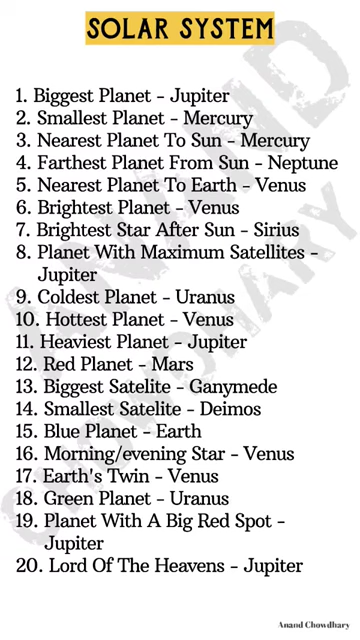 SOLAR SYSTEM
1. Biggest Planet - Jupiter
2. Smallest Planet - Mercury
3. Nearest Planet To Sun - Mercury
4. Farthest Planet From Sun - Neptune
5. Nearest Planet To Earth - Venus
6. Brightest Planet - Venus
7. Brightest Star After Sun - Sirius
8. Planet With Maximum Satellites -
Jupiter
9. Coldest Planet - Uranus
10. Hottest Planet - Venus
11. Heaviest Planet - Jupiter
12. Red Planet - Mars
13. Biggest Satelite - Ganymede
14. Smallest Satelite - Deimos
15. Blue Planet - Earth
16. Morning/evening Star - Venus
17. Earth's Twin - Venus
18. Green Planet - Uranus
19. Planet With A Big Red Spot -
Jupiter
20. Lord Of The Heavens - Jupiter
ANAND
CHOWDHARY
Anand Chowdhary